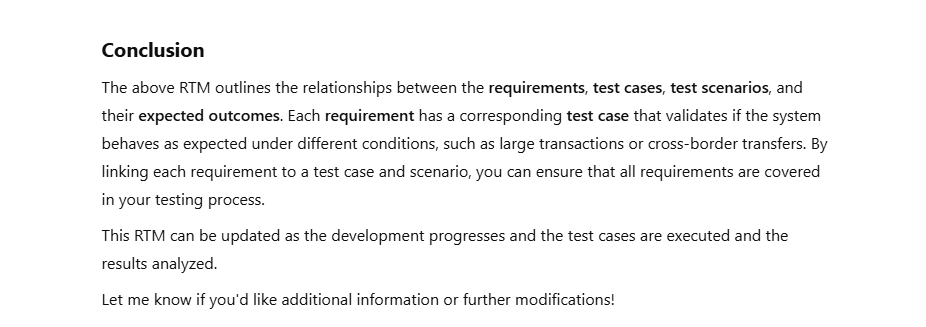 Conclusion
The above RTM outlines the relationships between the requirements, test cases, test scenarios, and
their expected outcomes. Each requirement has a corresponding test case that validates if the system
behaves as expected under different conditions, such as large transactions or cross-border transfers. By
linking each requirement to a test case and scenario, you can ensure that all requirements are covered
in your testing process.
This RTM can be updated as the development progresses and the test cases are executed and the
results analyzed.
Let me know if you'd like additional information or further modifications!